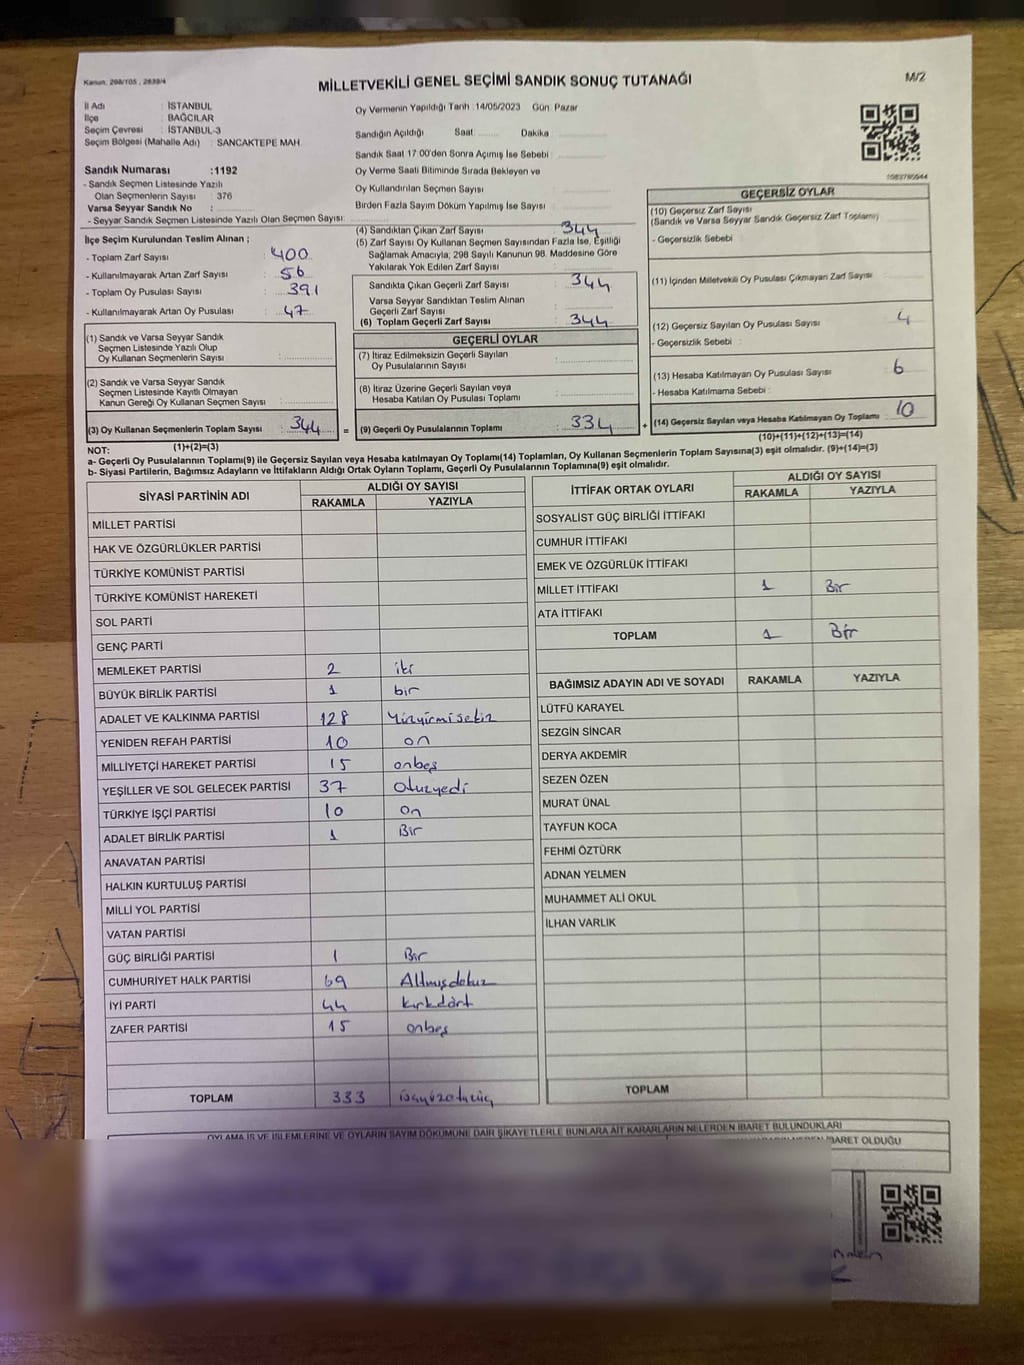 Kanun, 298/105 , 2839/4
MİLLETVEKİLİ GENEL SEÇİMİ SANDIK SONUÇ TUTANAĞI
M/2
İl Adı : İSTANBUL
İlçe : BAĞCILAR
Seçim Çevresi : İSTANBUL-3
Seçim Bölgesi (Mahalle Adı) : SANCAKTEPE MAH.
Sandık Numarası :1192
- Sandık Seçmen Listesinde Yazılı
Olan Seçmenlerin Sayısı : 376
Varsa Seyyar Sandık No :
- Seyyar Sandık Seçmen Listesinde Yazılı Olan Seçmen Sayısı:
Oy Vermenin Yapıldığı Tarih :14/05/2023 Gün: Pazar
Sandığın Açıldığı Saat: Dakika
Sandık Saat 17:00'den Sonra Açımış İse Sebebi :
Oy Verme Saati Bitiminde Sırada Bekleyen ve
Oy Kullandırılan Seçmen Sayısı :
Birden Fazla Sayım Döküm Yapılmış İse Sayısı :
İlçe Seçim Kurulundan Teslim Alınan ;
- Toplam Zarf Sayısı : 400
- Kullanılmayarak Artan Zarf Sayısı : 56
- Toplam Oy Pusulası Sayısı : 391
- Kullanılmayarak Artan Oy Pusulası : 47
(1) Sandık ve Varsa Seyyar Sandık
Seçmen Listesinde Yazılı Olup
Oy Kullanan Seçmenlerin Sayısı :
(2) Sandık ve Varsa Seyyar Sandık
Seçmen Listesinde Kayıtlı Olmayan
Kanun Gereği Oy Kullanan Seçmen Sayısı :
(3) Oy Kullanan Seçmenlerin Toplam Sayısı : 344
(1)+(2)=(3)
(4) Sandıktan Çıkan Zarf Sayısı : 344
(5) Zarf Sayısı Oy Kullanan Seçmen Sayısından Fazla İse, Eşitliği
Sağlamak Amacıyla, 298 Sayılı Kanunun 98. Maddesine Göre
Yakılarak Yok Edilen Zarf Sayısı :
Sandıkta Çıkan Geçerli Zarf Sayısı : 344
Varsa Seyyar Sandıktan Teslim Alınan
Geçerli Zarf Sayısı :
(6) Toplam Geçerli Zarf Sayısı : 344
GEÇERLİ OYLAR
(7) İtiraz Edilmeksizin Geçerli Sayılan
Oy Pusulalarının Sayısı :
(8) İtiraz Üzerine Geçerli Sayılan veya
Hesaba Katılan Oy Pusulası Toplamı :
= (9) Geçerli Oy Pusulalarının Toplamı : 334 +
1083785944
GEÇERSİZ OYLAR
(10) Geçersiz Zarf Sayısı
(Sandık ve Varsa Seyyar Sandık Geçersiz Zarf Toplamı)
- Geçersizlik Sebebi :
(11) İçinden Milletvekili Oy Pusulası Çıkmayan Zarf Sayısı :
(12) Geçersiz Sayılan Oy Pusulası Sayısı : 4
- Geçersizlik Sebebi :
(13) Hesaba Katılmayan Oy Pusulası Sayısı : 6
- Hesaba Katılmama Sebebi :
(14) Geçersiz Sayılan veya Hesaba Katılmayan Oy Toplamı : 10
(10)+(11)+(12)+(13)=(14)
NOT:
a- Geçerli Oy Pusulalarının Toplamı(9) ile Geçersiz Sayılan veya Hesaba katılmayan Oy Toplamı(14) Toplamları, Oy Kullanan Seçmenlerin Toplam Sayısına(3) eşit olmalıdır. (9)+(14)=(3)
b- Siyasi Partilerin, Bağımsız Adayların ve İttifakların Aldığı Ortak Oyların Toplamı, Geçerli Oy Pusulalarının Toplamına(9) eşit olmalıdır.
SİYASİ PARTİNİN ADI ALDIĞI OY SAYISI
RAKAMLA YAZIYLA
MİLLET PARTİSİ
HAK VE ÖZGÜRLÜKLER PARTİSİ
TÜRKİYE KOMÜNİST PARTİSİ
TÜRKİYE KOMÜNİST HAREKETİ
SOL PARTİ
GENÇ PARTİ
MEMLEKET PARTİSİ 2 iki
BÜYÜK BİRLİK PARTİSİ 1 bir
ADALET VE KALKINMA PARTİSİ 128 Yüzyirmisekiz
YENİDEN REFAH PARTİSİ 10 on
MİLLİYETÇİ HAREKET PARTİSİ 15 onbeş
YEŞİLLER VE SOL GELECEK PARTİSİ 37 Otuzyedi
TÜRKİYE İŞÇİ PARTİSİ 10 On
ADALET BİRLİK PARTİSİ 1 Bir
ANAVATAN PARTİSİ
HALKIN KURTULUŞ PARTİSİ
MİLLİ YOL PARTİSİ
VATAN PARTİSİ
GÜÇ BİRLİĞİ PARTİSİ 1 Bir
CUMHURİYET HALK PARTİSİ 69 Altmışdokuz
İYİ PARTİ 44 kırkdört
ZAFER PARTİSİ 15 onbeş
TOPLAM 333 üçyüzotuzüç
İTTİFAK ORTAK OYLARI ALDIĞI OY SAYISI
RAKAMLA YAZIYLA
SOSYALİST GÜÇ BİRLİĞİ İTTİFAKI
CUMHUR İTTİFAKI
EMEK VE ÖZGÜRLÜK İTTİFAKI
MİLLET İTTİFAKI 1 Bir
ATA İTTİFAKI
TOPLAM 1 Bir
BAĞIMSIZ ADAYIN ADI VE SOYADI RAKAMLA YAZIYLA
LÜTFÜ KARAYEL
SEZGİN SİNCAR
DERYA AKDEMİR
SEZEN ÖZEN
MURAT ÜNAL
TAYFUN KOCA
FEHMİ ÖZTÜRK
ADNAN YELMEN
MUHAMMET ALİ OKUL
İLHAN VARLIK
TOPLAM
OYLAMA İŞ VE İŞLEMLERİNE VE OYLARIN SAYIM DÖKÜMÜNE DAİR ŞİKAYETLERLE BUNLARA AİT KARARLARIN NELERDEN İBARET BULUNDUKLARI
İBARET OLDUĞU